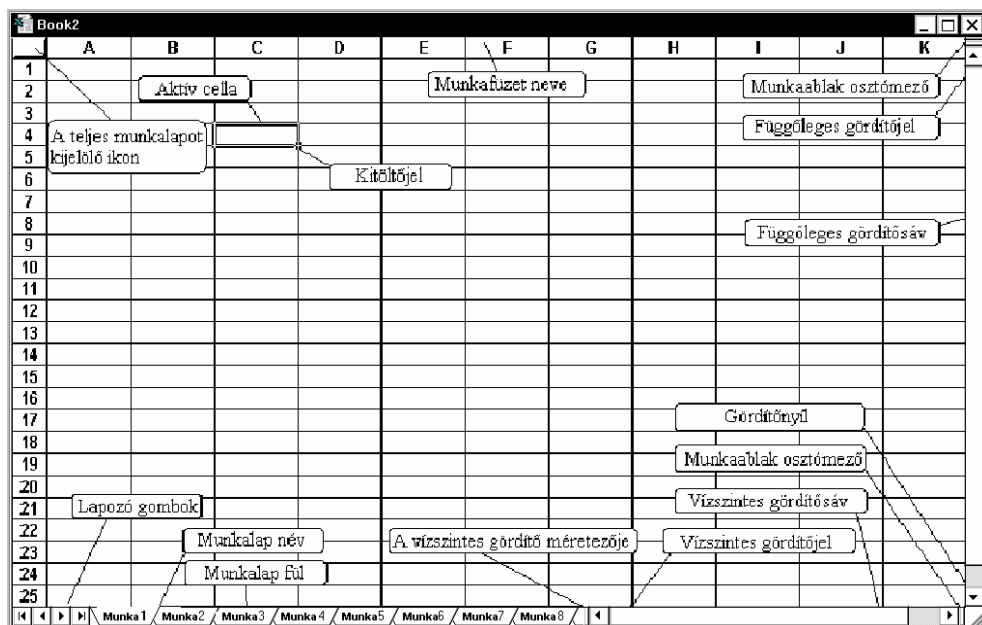 Book2
A B C D E F G H I J K
1
2
3
4
5
6
7
8
9
10
11
12
13
14
15
16
17
18
19
20
21
22
23
24
25
Aktív cella
Munkafüzet neve
Munkaablak osztómező
Függőleges gördítőjel
A teljes munkalapot
kijelölő ikon
Kitöltőjel
Függőleges gördítősáv
Gördítőnyíl
Munkaablak osztómező
Lapozó gombok
Vízszintes gördítősáv
Munkalap név
A vízszintes gördítő méretezője
Vízszintes gördítőjel
Munkalap fül
Munka1 Munka2 Munka3 Munka4 Munka5 Munka6 Munka7 Munka8